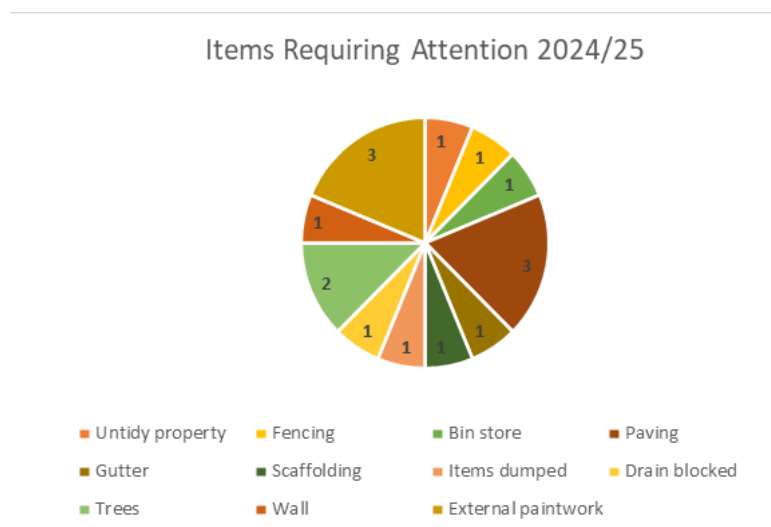 Items Requiring Attention 2024/25
1
1
1
3
1
1
1
1
2
1
3
Untidy property Fencing Bin store Paving
Gutter Scaffolding Items dumped Drain blocked
Trees Wall External paintwork